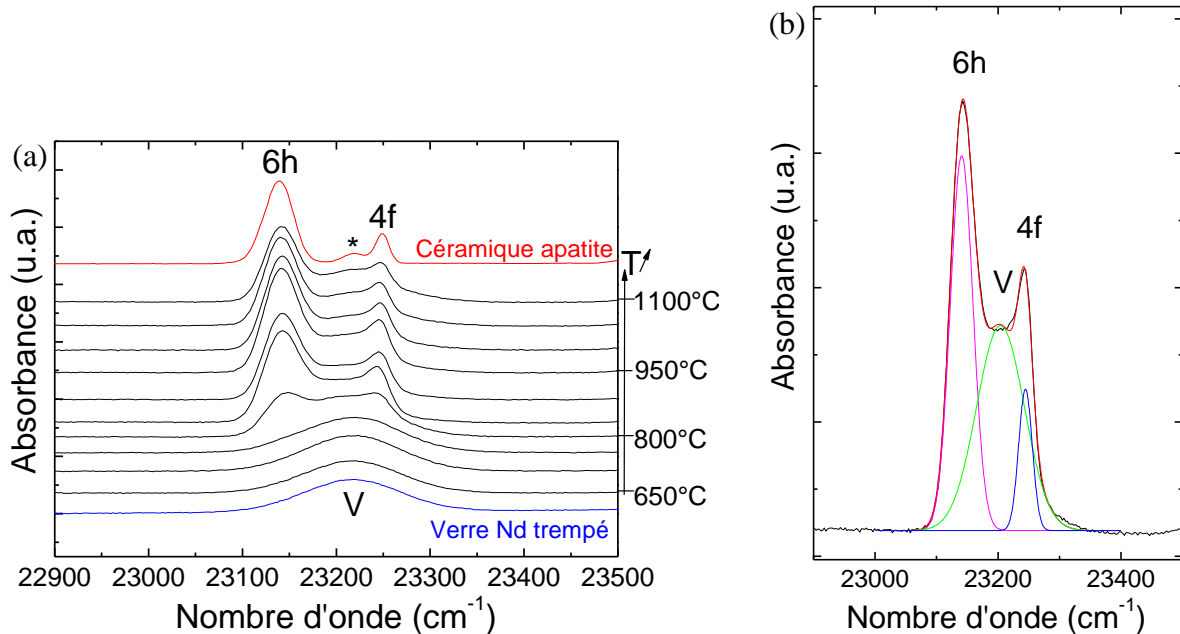 (a)
6h
4f
*
Céramique apatite
T
1100°C
950°C
800°C
650°C
V
Verre Nd trempé
Absorbance (u.a.)
22900 23000 23100 23200 23300 23400 23500
Nombre d'onde (cm⁻¹)
(b)
6h
4f
V
Absorbance (u.a.)
23000 23200 23400
Nombre d'onde (cm⁻¹)